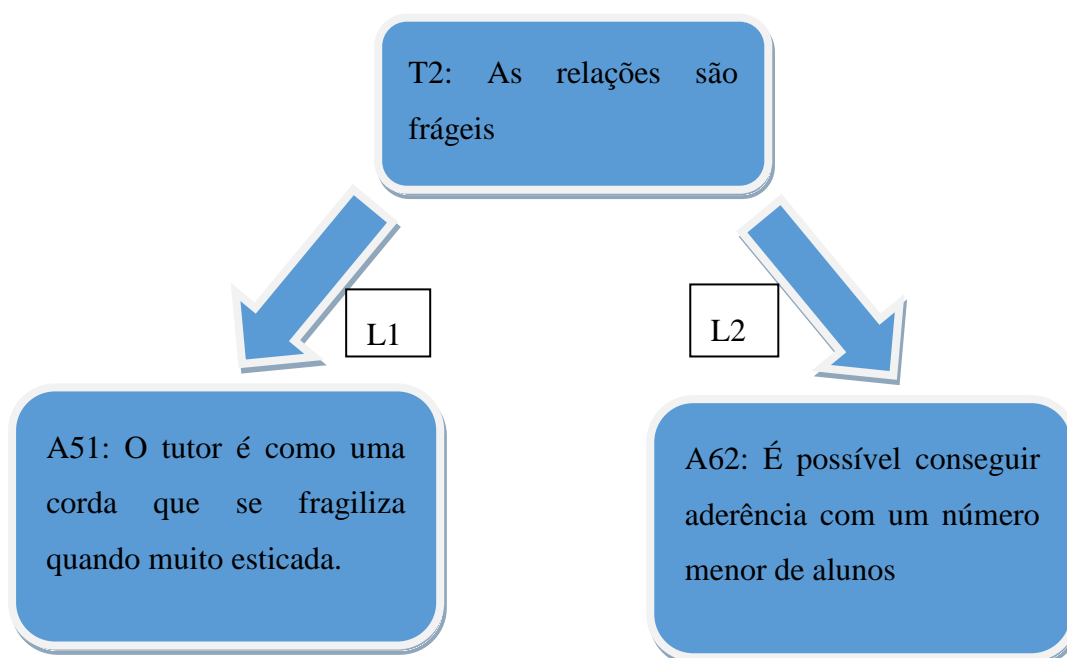 T2: As relações são
frágeis
L1
L2
A51: O tutor é como uma
corda que se fragiliza
quando muito esticada.
A62: É possível conseguir
aderência com um número
menor de alunos